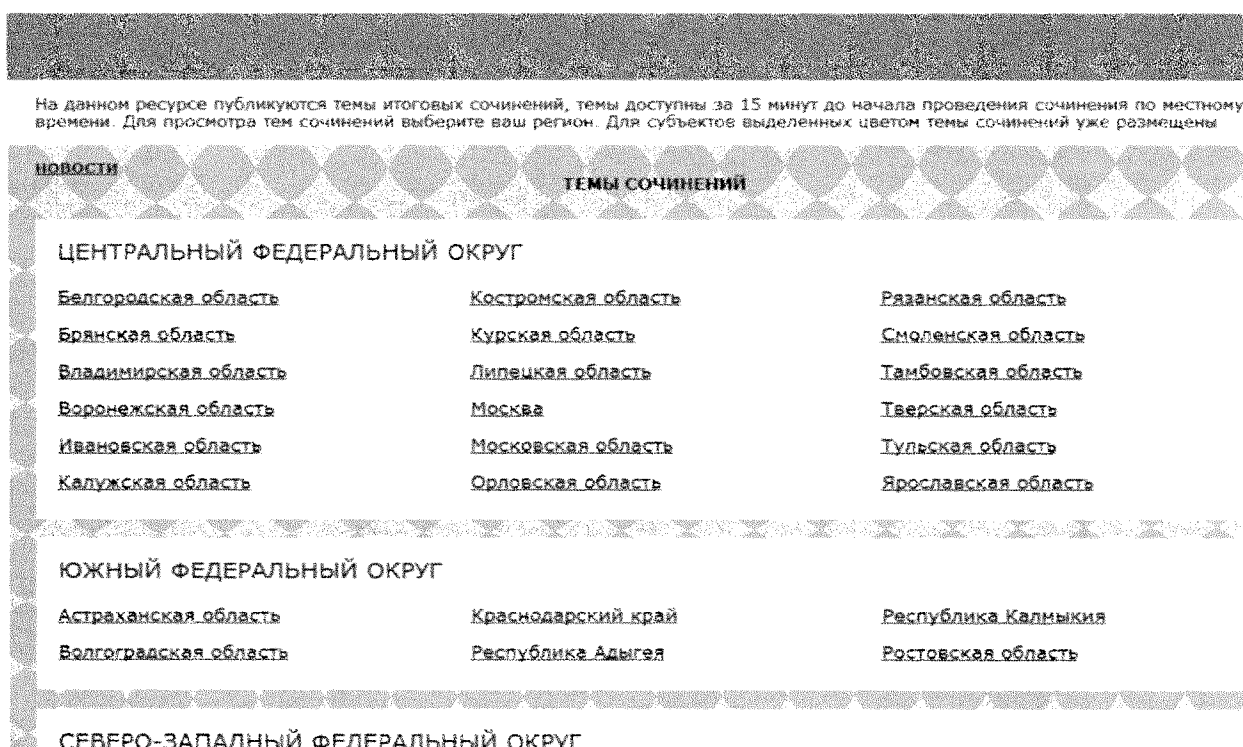 На данном ресурсе публикуются темы итоговых сочинений, темы доступны за 15 минут до начала проведения сочинения по местному
времени. Для просмотра тем сочинений выберите ваш регион. Для субъектов выделенных цветом темы сочинений уже размещены
НОВОСТИ
ТЕМЫ СОЧИНЕНИЙ
ЦЕНТРАЛЬНЫЙ ФЕДЕРАЛЬНЫЙ ОКРУГ
Белгородская область Костромская область Рязанская область
Брянская область Курская область Смоленская область
Владимирская область Липецкая область Тамбовская область
Воронежская область Москва Тверская область
Ивановская область Московская область Тульская область
Калужская область Орловская область Ярославская область
ЮЖНЫЙ ФЕДЕРАЛЬНЫЙ ОКРУГ
Астраханская область Краснодарский край Республика Калмыкия
Волгоградская область Республика Адыгея Ростовская область
СЕВЕРО-ЗАПАДНЫЙ ФЕДЕРАЛЬНЫЙ ОКРУГ